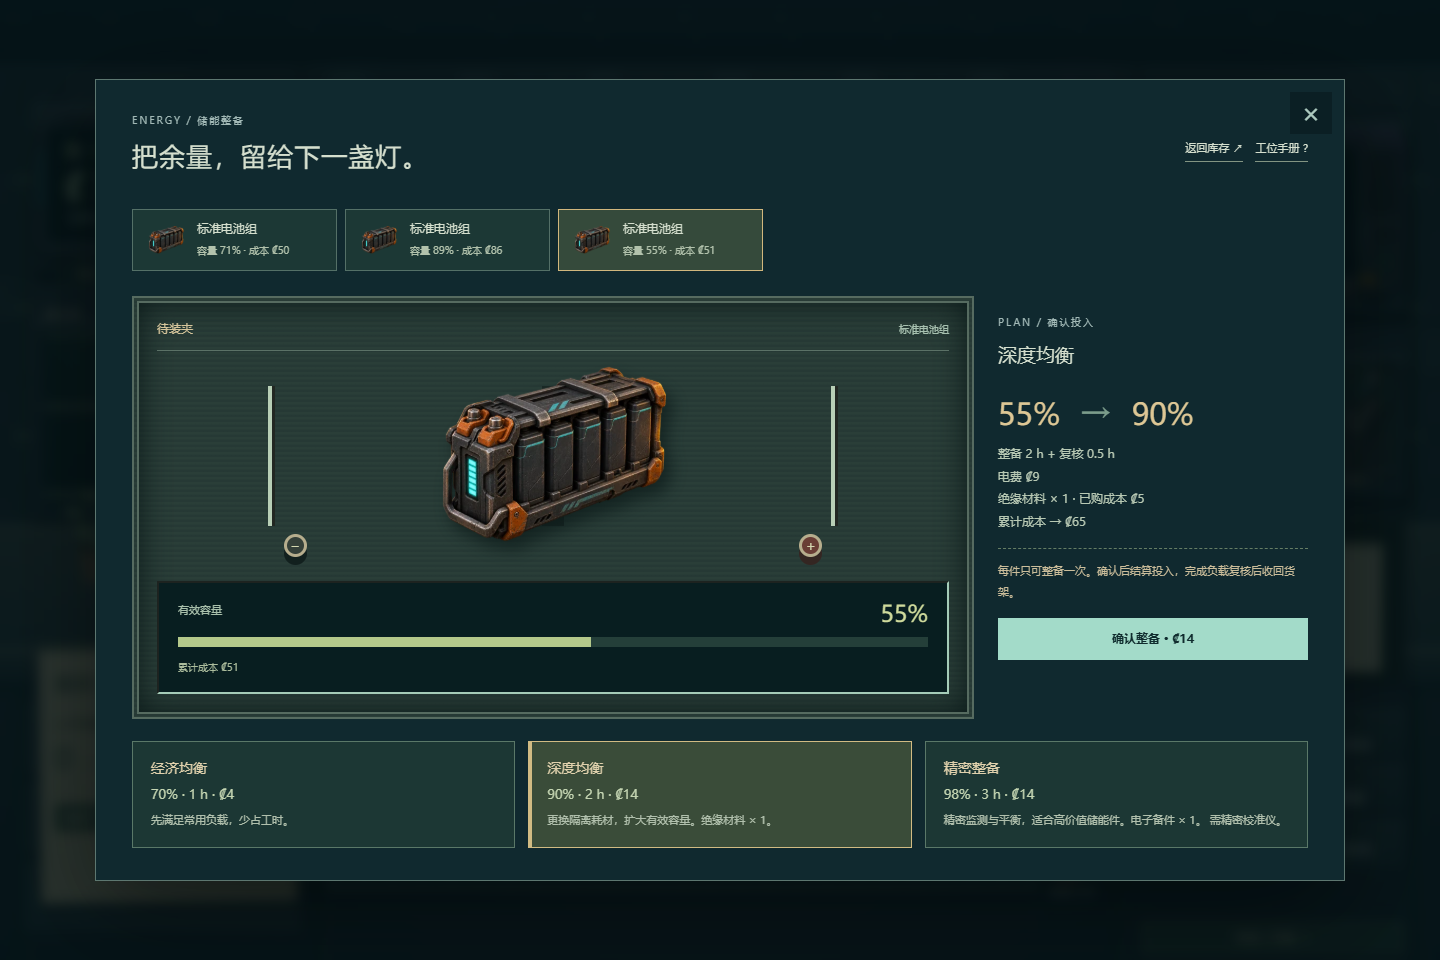 ENERGY / 储能整备
把余量，留给下一盏灯。
×
返回库存 ↗ 工位手册 ?
标准电池组
容量 71% · 成本 ₡50
标准电池组
容量 89% · 成本 ₡86
标准电池组
容量 55% · 成本 ₡51
待装夹
标准电池组
−
+
有效容量
55%
累计成本 ₡51
PLAN / 确认投入
深度均衡
55% → 90%
整备 2 h + 复核 0.5 h
电费 ₡9
绝缘材料 × 1 · 已购成本 ₡5
累计成本 → ₡65
每件只可整备一次。确认后结算投入，完成负载复核后收回货
架。
确认整备 · ₡14
经济均衡
70% · 1 h · ₡4
先满足常用负载，少占工时。
深度均衡
90% · 2 h · ₡14
更换隔离耗材，扩大有效容量。绝缘材料 × 1。
精密整备
98% · 3 h · ₡14
精密监测与平衡，适合高价值储能件。电子备件 × 1。 需精密校准仪。